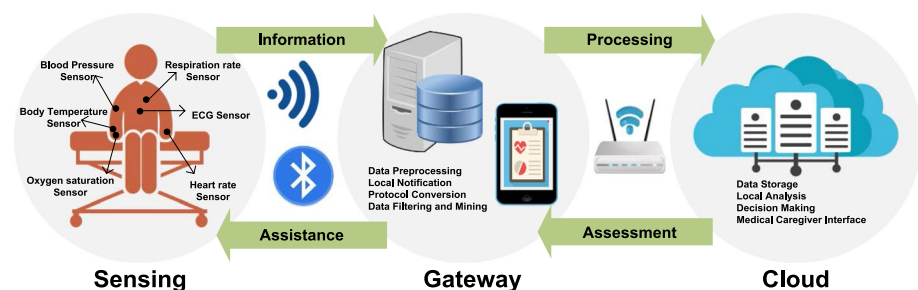 Information
Processing
Blood Pressure
Sensor
Respiration rate
Sensor
Body Temperature
Sensor
ECG Sensor
Oxygen saturation
Sensor
Heart rate
Sensor
Data Preprocessing
Local Notification
Protocol Conversion
Data Filtering and Mining
Data Storage
Local Analysis
Decision Making
Medical Caregiver Interface
Assistance
Assessment
Sensing
Gateway
Cloud